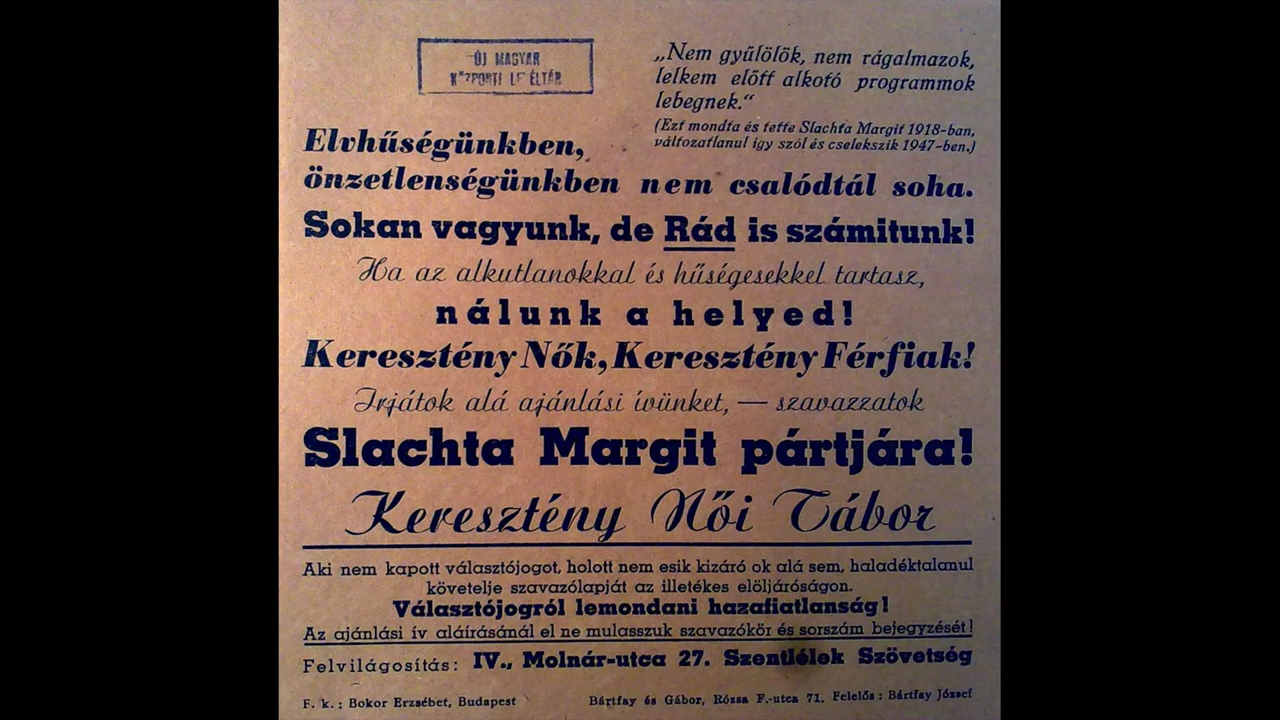 ÚJ MAGYAR
KÖZPONTI LEVÉLTÁR
„Nem gyűlölök, nem rágalmazok,
lelkem előtt alkotó programmok
lebegnek.“
(Ezt mondta és tette Slachta Margit 1918-ban,
változatlanul így szól és cselekszik 1947-ben.)
Elvhűségünkben,
önzetlenségünkben nem csalódtál soha.
Sokan vagyunk, de Rád is számitunk!
Ha az alkutlanokkal és hűségesekkel tartasz,
nálunk a helyed!
Keresztény Nők, Keresztény Férfiak!
Irjátok alá ajánlási ívünket, — szavazzatok
Slachta Margit pártjára!
Keresztény Női Tábor
Aki nem kapott választójogot, holott nem esik kizáró ok alá sem, haladéktalanul
követelje szavazólapját az illetékes elöljáróságon.
Választójogról lemondani hazafiatlanság!
Az ajánlási ív aláírásánál el ne mulasszuk szavazókör és sorszám bejegyzését!
Felvilágosítás: IV., Molnár-utca 27. Szentlélek Szövetség
F. k.: Bokor Erzsébet, Budapest Bártfay és Gábor, Rózsa F.-utca 71. Felelős: Bártfay József